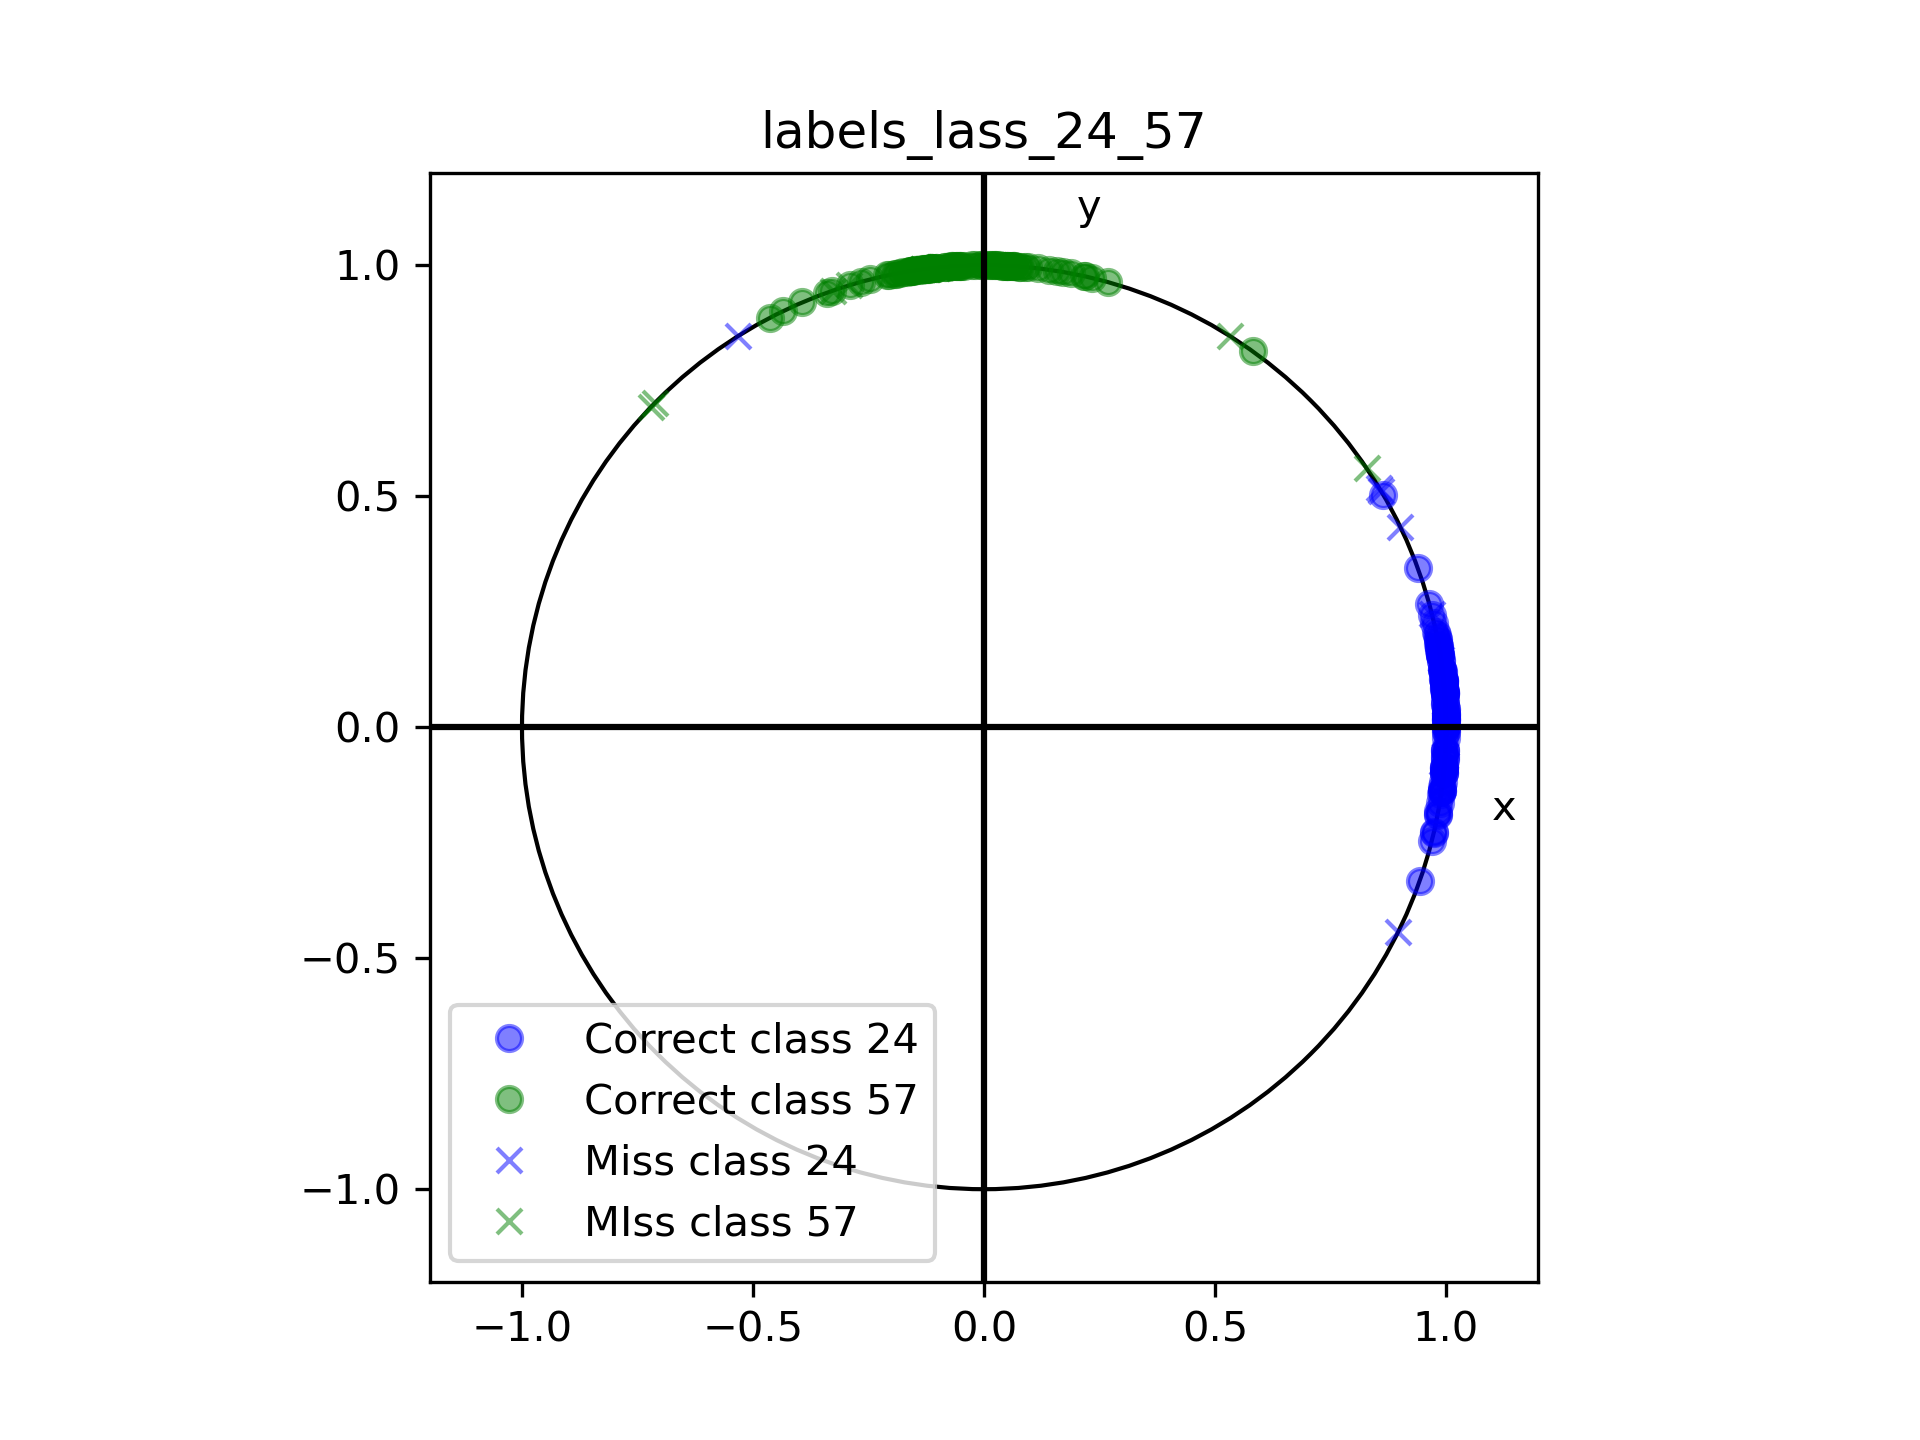 labels_lass_24_57
y
x
1.0
0.5
0.0
−0.5
−1.0
Correct class 24
Correct class 57
Miss class 24
MIss class 57
−1.0 −0.5 0.0 0.5 1.0